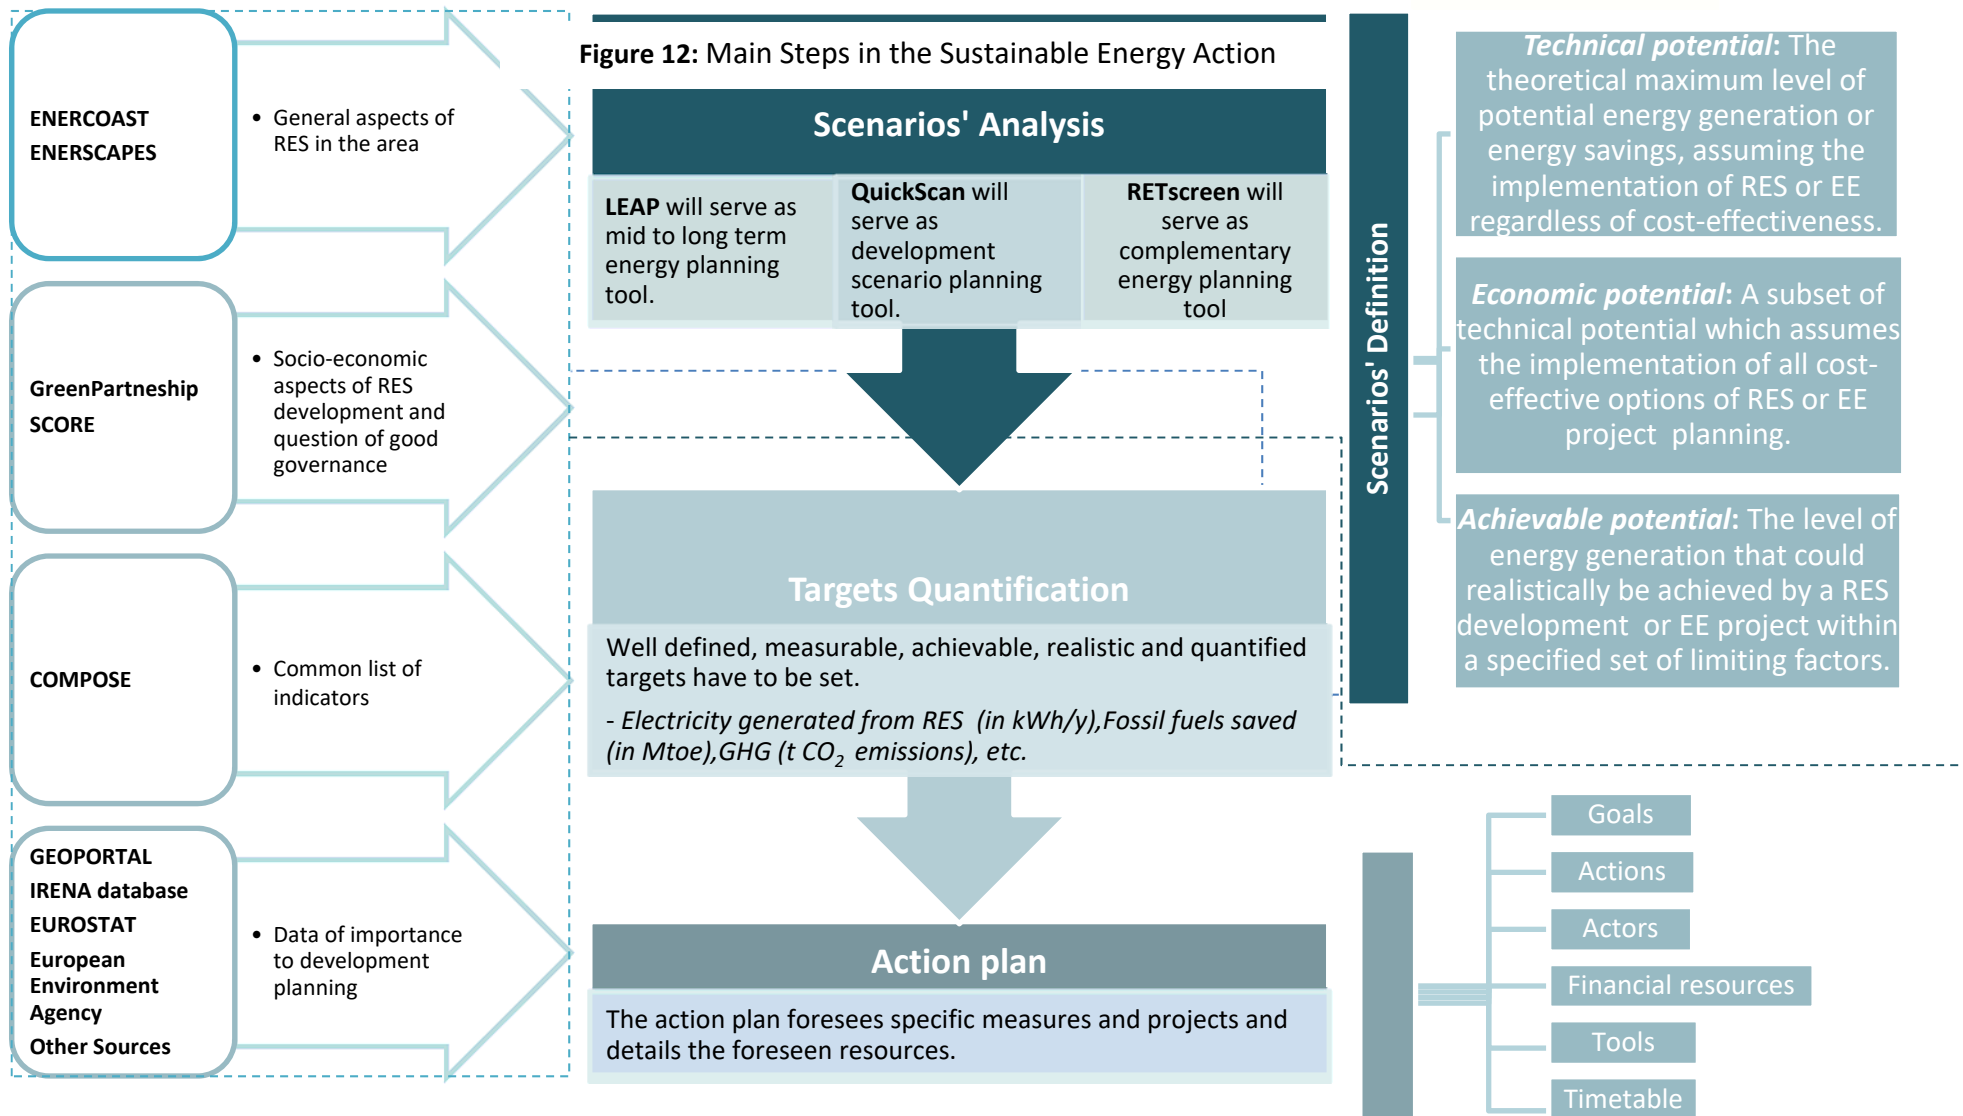 Figure 12: Main Steps in the Sustainable Energy Action
ENERCOAST
ENERSCAPES
• General aspects of
RES in the area
GreenPartneship
SCORE
• Socio-economic
aspects of RES
development and
question of good
governance
COMPOSE
• Common list of
indicators
GEOPORTAL
IRENA database
EUROSTAT
European
Environment
Agency
Other Sources
• Data of importance
to development
planning
Scenarios' Analysis
LEAP will serve as
mid to long term
energy planning
tool.
QuickScan will
serve as
development
scenario planning
tool.
RETscreen will
serve as
complementary
energy planning
tool
Targets Quantification
Well defined, measurable, achievable, realistic and quantified
targets have to be set.
- Electricity generated from RES (in kWh/y),Fossil fuels saved
(in Mtoe),GHG (t CO2 emissions), etc.
Action plan
The action plan foresees specific measures and projects and
details the foreseen resources.
Scenarios' Definition
Technical potential: The
theoretical maximum level of
potential energy generation or
energy savings, assuming the
implementation of RES or EE
regardless of cost-effectiveness.
Economic potential: A subset of
technical potential which assumes
the implementation of all cost-
effective options of RES or EE
project planning.
Achievable potential: The level of
energy generation that could
realistically be achieved by a RES
development or EE project within
a specified set of limiting factors.
Goals
Actions
Actors
Financial resources
Tools
Timetable